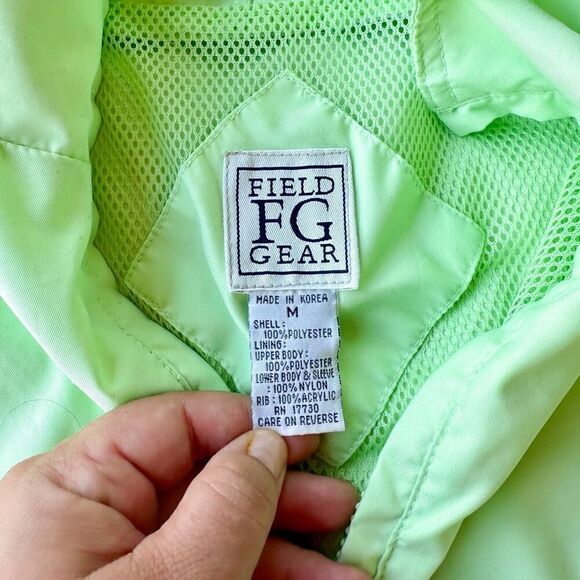 FIELD
FG
GEAR
MADE IN KOREA
M
SHELL:
100%POLYESTER
LINING:
UPPER BODY:
100%POLYESTER
LOWER BODY & SLEEVE
:100%NYLON
RIB:100%ACRYLIC
RN 17730
CARE ON REVERSE